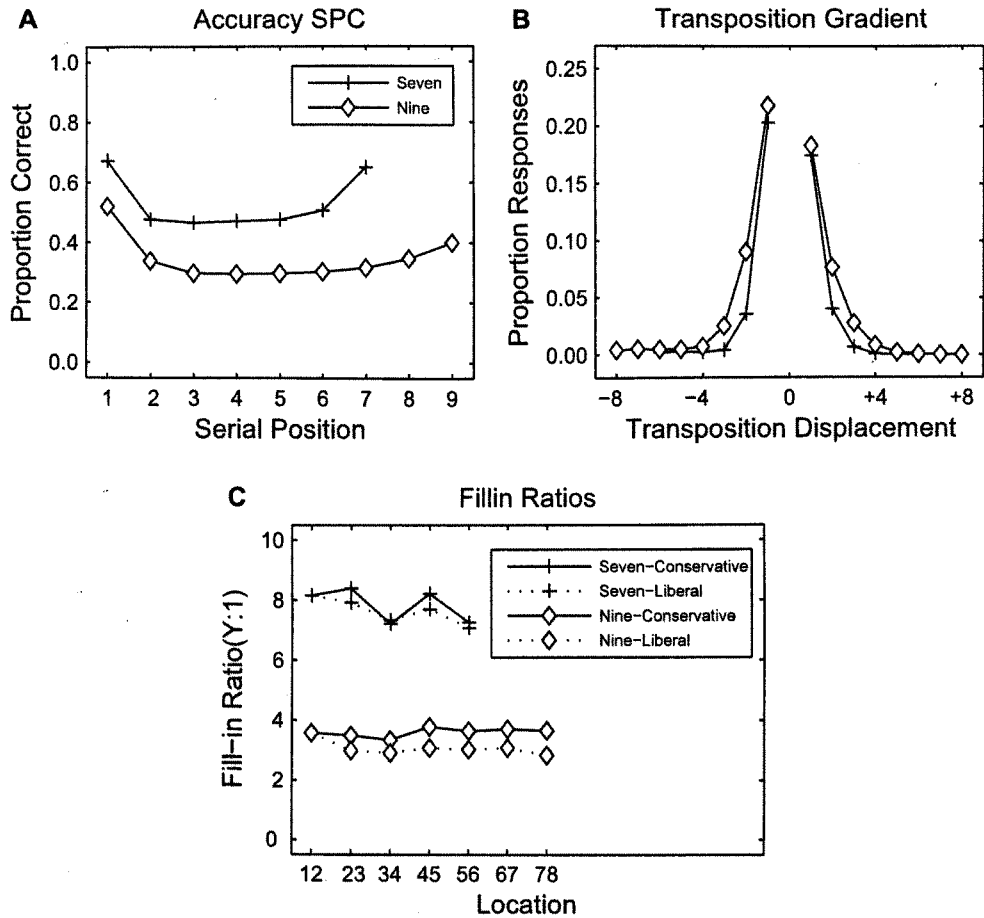 A
Accuracy SPC
1.0
0.8
0.6
0.4
0.2
0.0
Proportion Correct
Seven
Nine
1 2 3 4 5 6 7 8 9
Serial Position
B
Transposition Gradient
0.25
0.20
0.15
0.10
0.05
0.00
Proportion Responses
−8 −4 0 +4 +8
Transposition Displacement
C
Fillin Ratios
10
8
6
4
2
0
Fill−in Ratio(Y:1)
Seven−Conservative
Seven−Liberal
Nine−Conservative
Nine−Liberal
12 23 34 45 56 67 78
Location